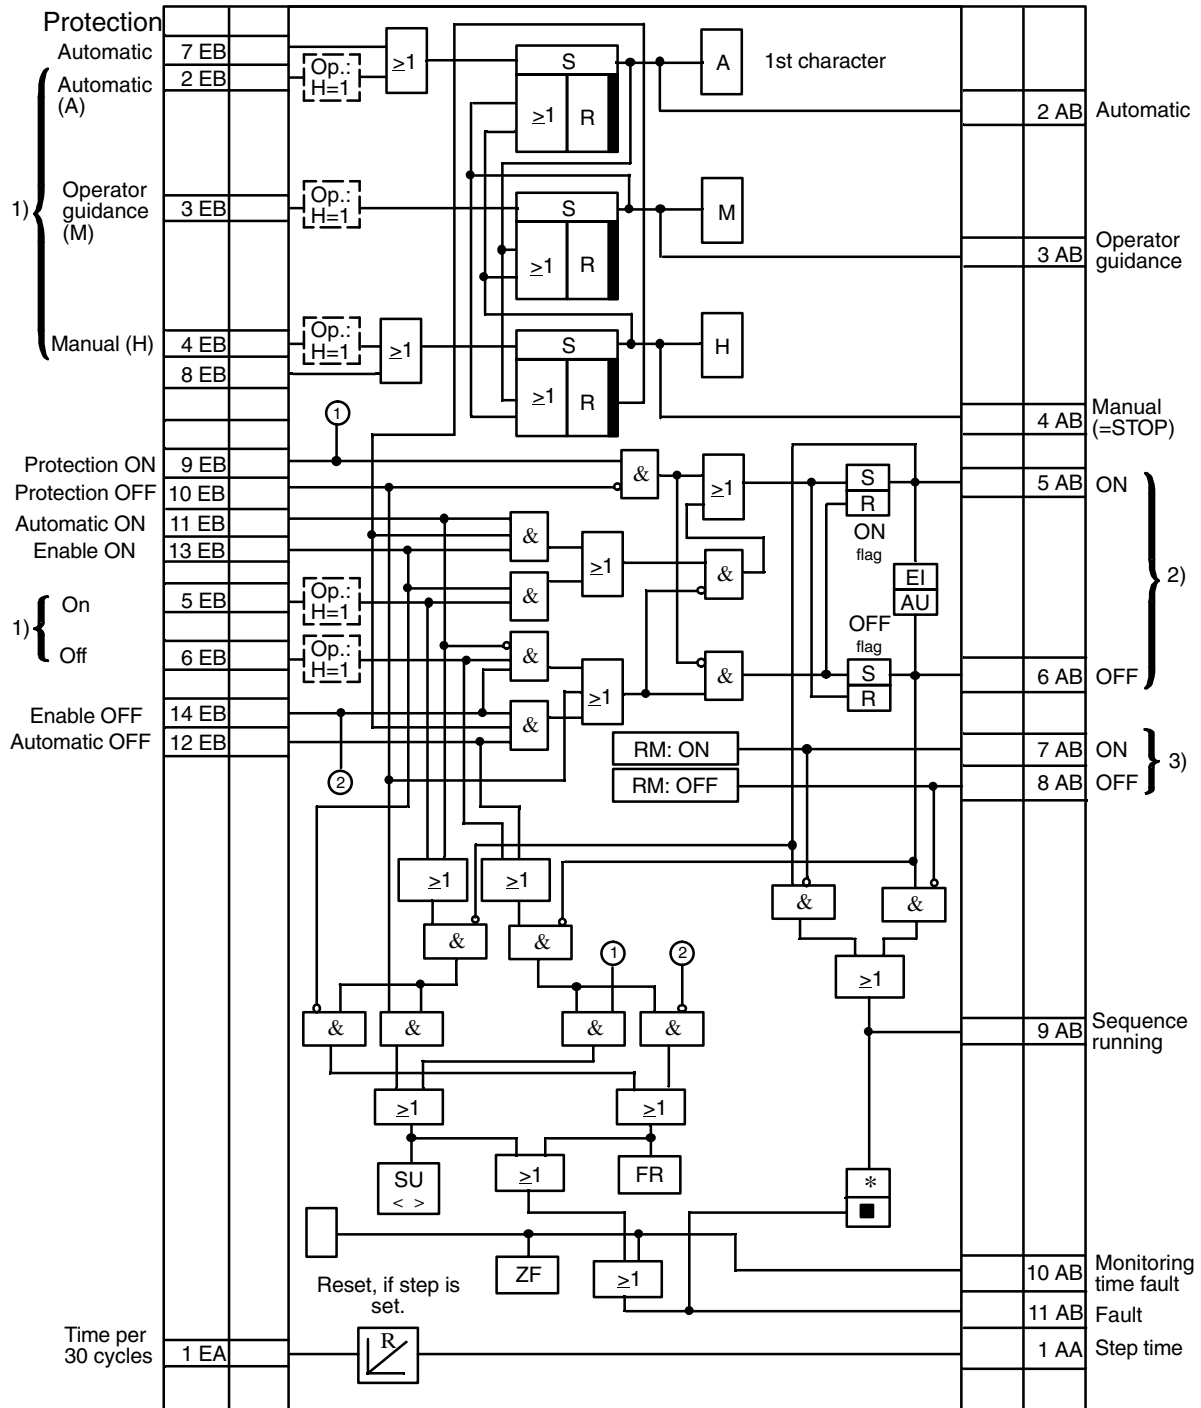 Protection
Automatic 7 EB
Automatic (A) 2 EB
Op.: H=1
≥1
S
≥1 R
A
1st character
2 AB Automatic
1)
Operator guidance (M) 3 EB
Op.: H=1
S
≥1 R
M
3 AB Operator guidance
Manual (H) 4 EB
8 EB
Op.: H=1
≥1
S
≥1 R
H
4 AB Manual (=STOP)
1
Protection ON 9 EB
Protection OFF 10 EB
Automatic ON 11 EB
Enable ON 13 EB
&
≥1
S
R
ON flag
5 AB ON
&
≥1
&
EI
AU
2)
1)
On 5 EB
Op.: H=1
&
Off 6 EB
Op.: H=1
&
≥1
&
OFF flag
S
R
6 AB OFF
Enable OFF 14 EB
Automatic OFF 12 EB
&
2
RM: ON
7 AB ON
RM: OFF
8 AB OFF
3)
≥1 ≥1
& &
& &
1 2
≥1
& & & &
9 AB Sequence running
≥1 ≥1
SU
< >
≥1
FR
*
■
ZF
≥1
10 AB Monitoring time fault
11 AB Fault
Reset, if step is
set.
Time per
30 cycles 1 EA
R
1 AA Step time